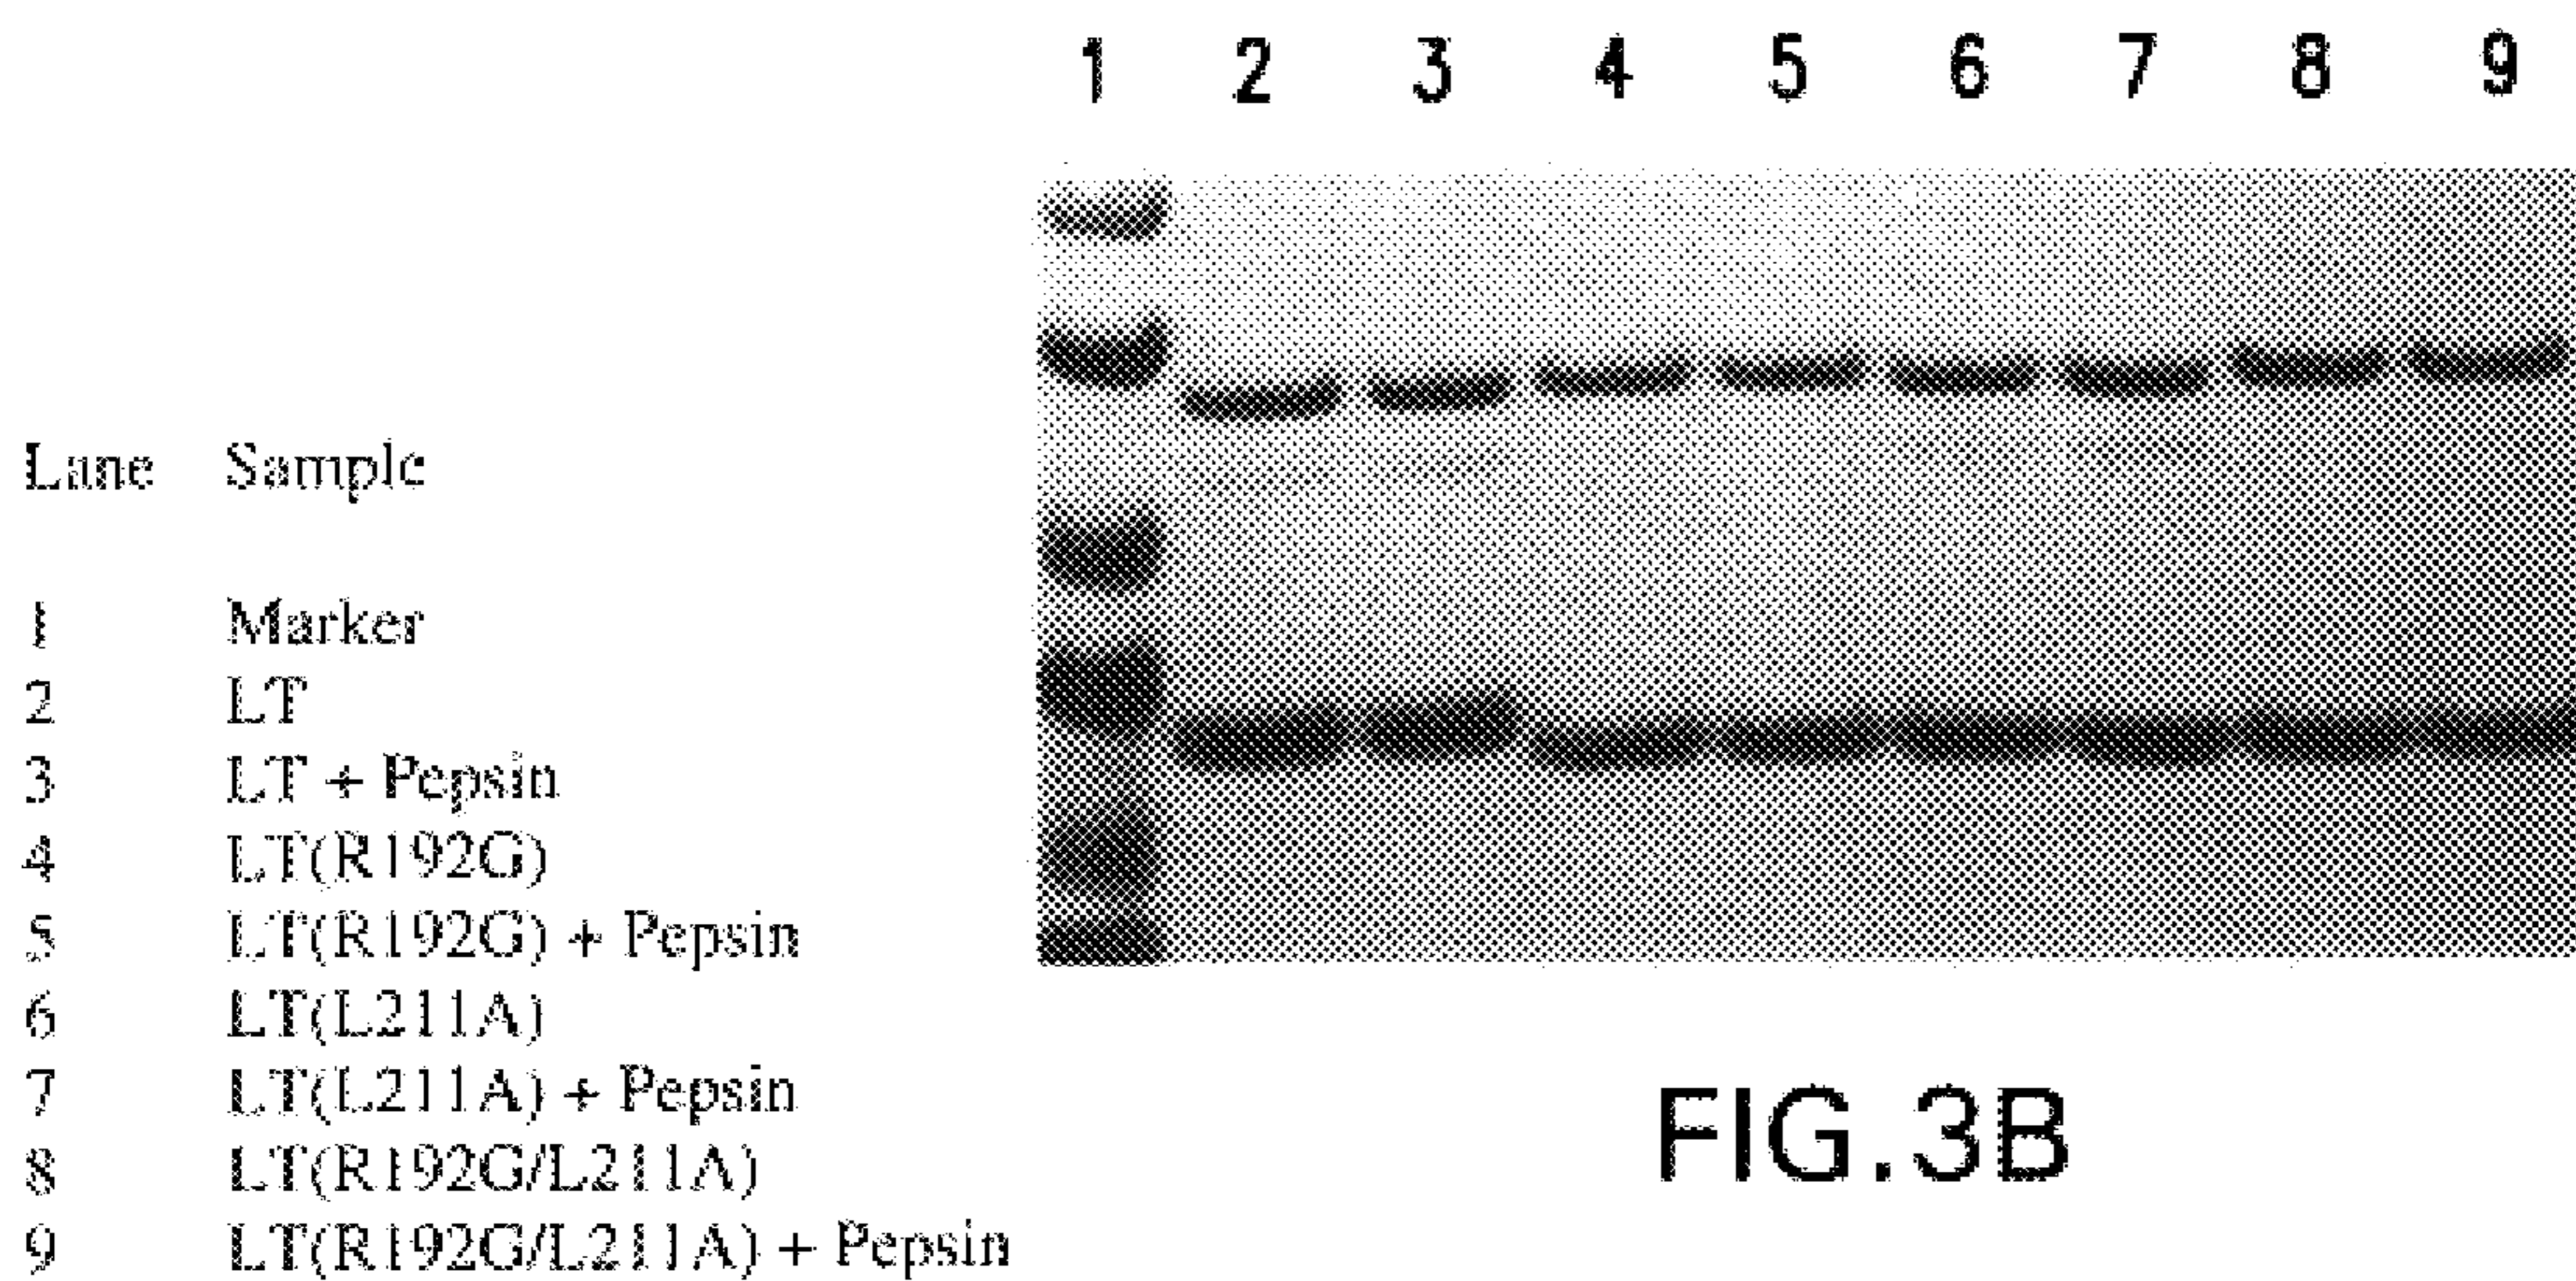 1 2 3 4 5 6 7 8 9
Lane Sample
1 Marker
2 LT
3 LT + Pepsin
4 LT(R192G)
5 LT(R192G) + Pepsin
6 LT(L211A)
7 LT(L211A) + Pepsin
8 LT(R192G/L211A)
9 LT(R192G/L211A) + Pepsin
FIG.3B